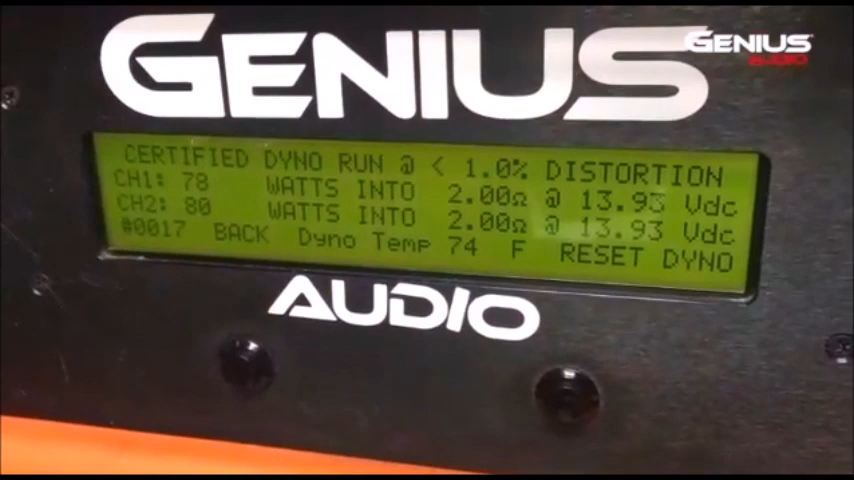 GENIUS
GENIUS
AUDIO
CERTIFIED DYNO RUN @ < 1.0% DISTORTION
CH1: 78 WATTS INTO 2.00Ω @ 13.93 Vdc
CH2: 80 WATTS INTO 2.00Ω @ 13.93 Vdc
#0017 BACK Dyno Temp 74 F RESET DYNO
AUDIO